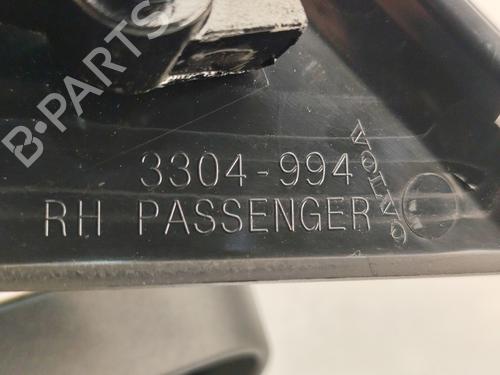 B-PARTS
3304-994
RH PASSENGER
VOLVO